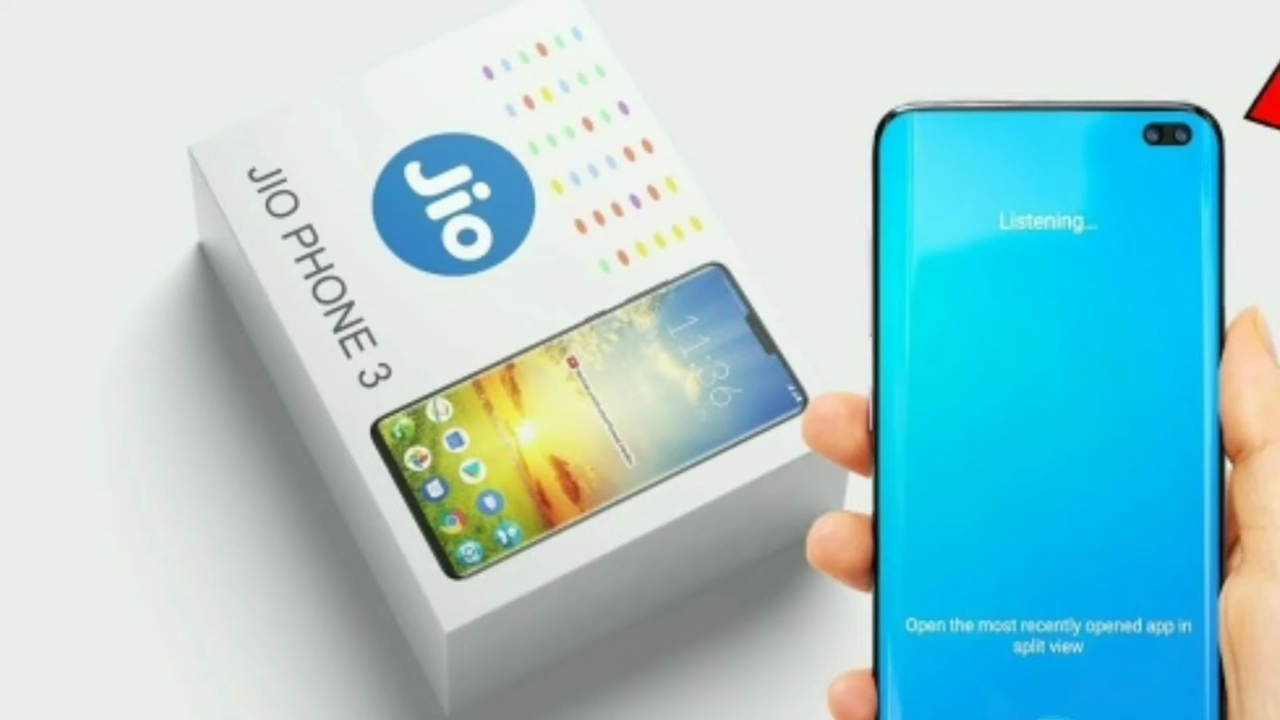 JIO PHONE 3
Jio
11:36
Listening...
Open the most recently opened app in
split view